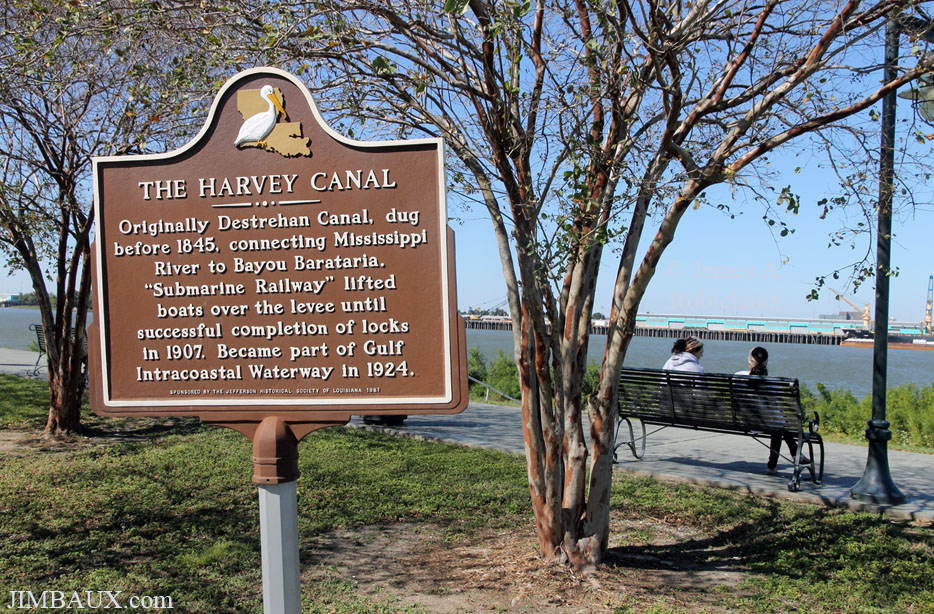 THE HARVEY CANAL
Originally Destrehan Canal, dug
before 1845, connecting Mississippi
River to Bayou Barataria.
"Submarine Railway" lifted
boats over the levee until
successful completion of locks
in 1907. Became part of Gulf
Intracoastal Waterway in 1924.
SPONSORED BY THE JEFFERSON HISTORICAL SOCIETY OF LOUISIANA 1987
JIMBAUX.com